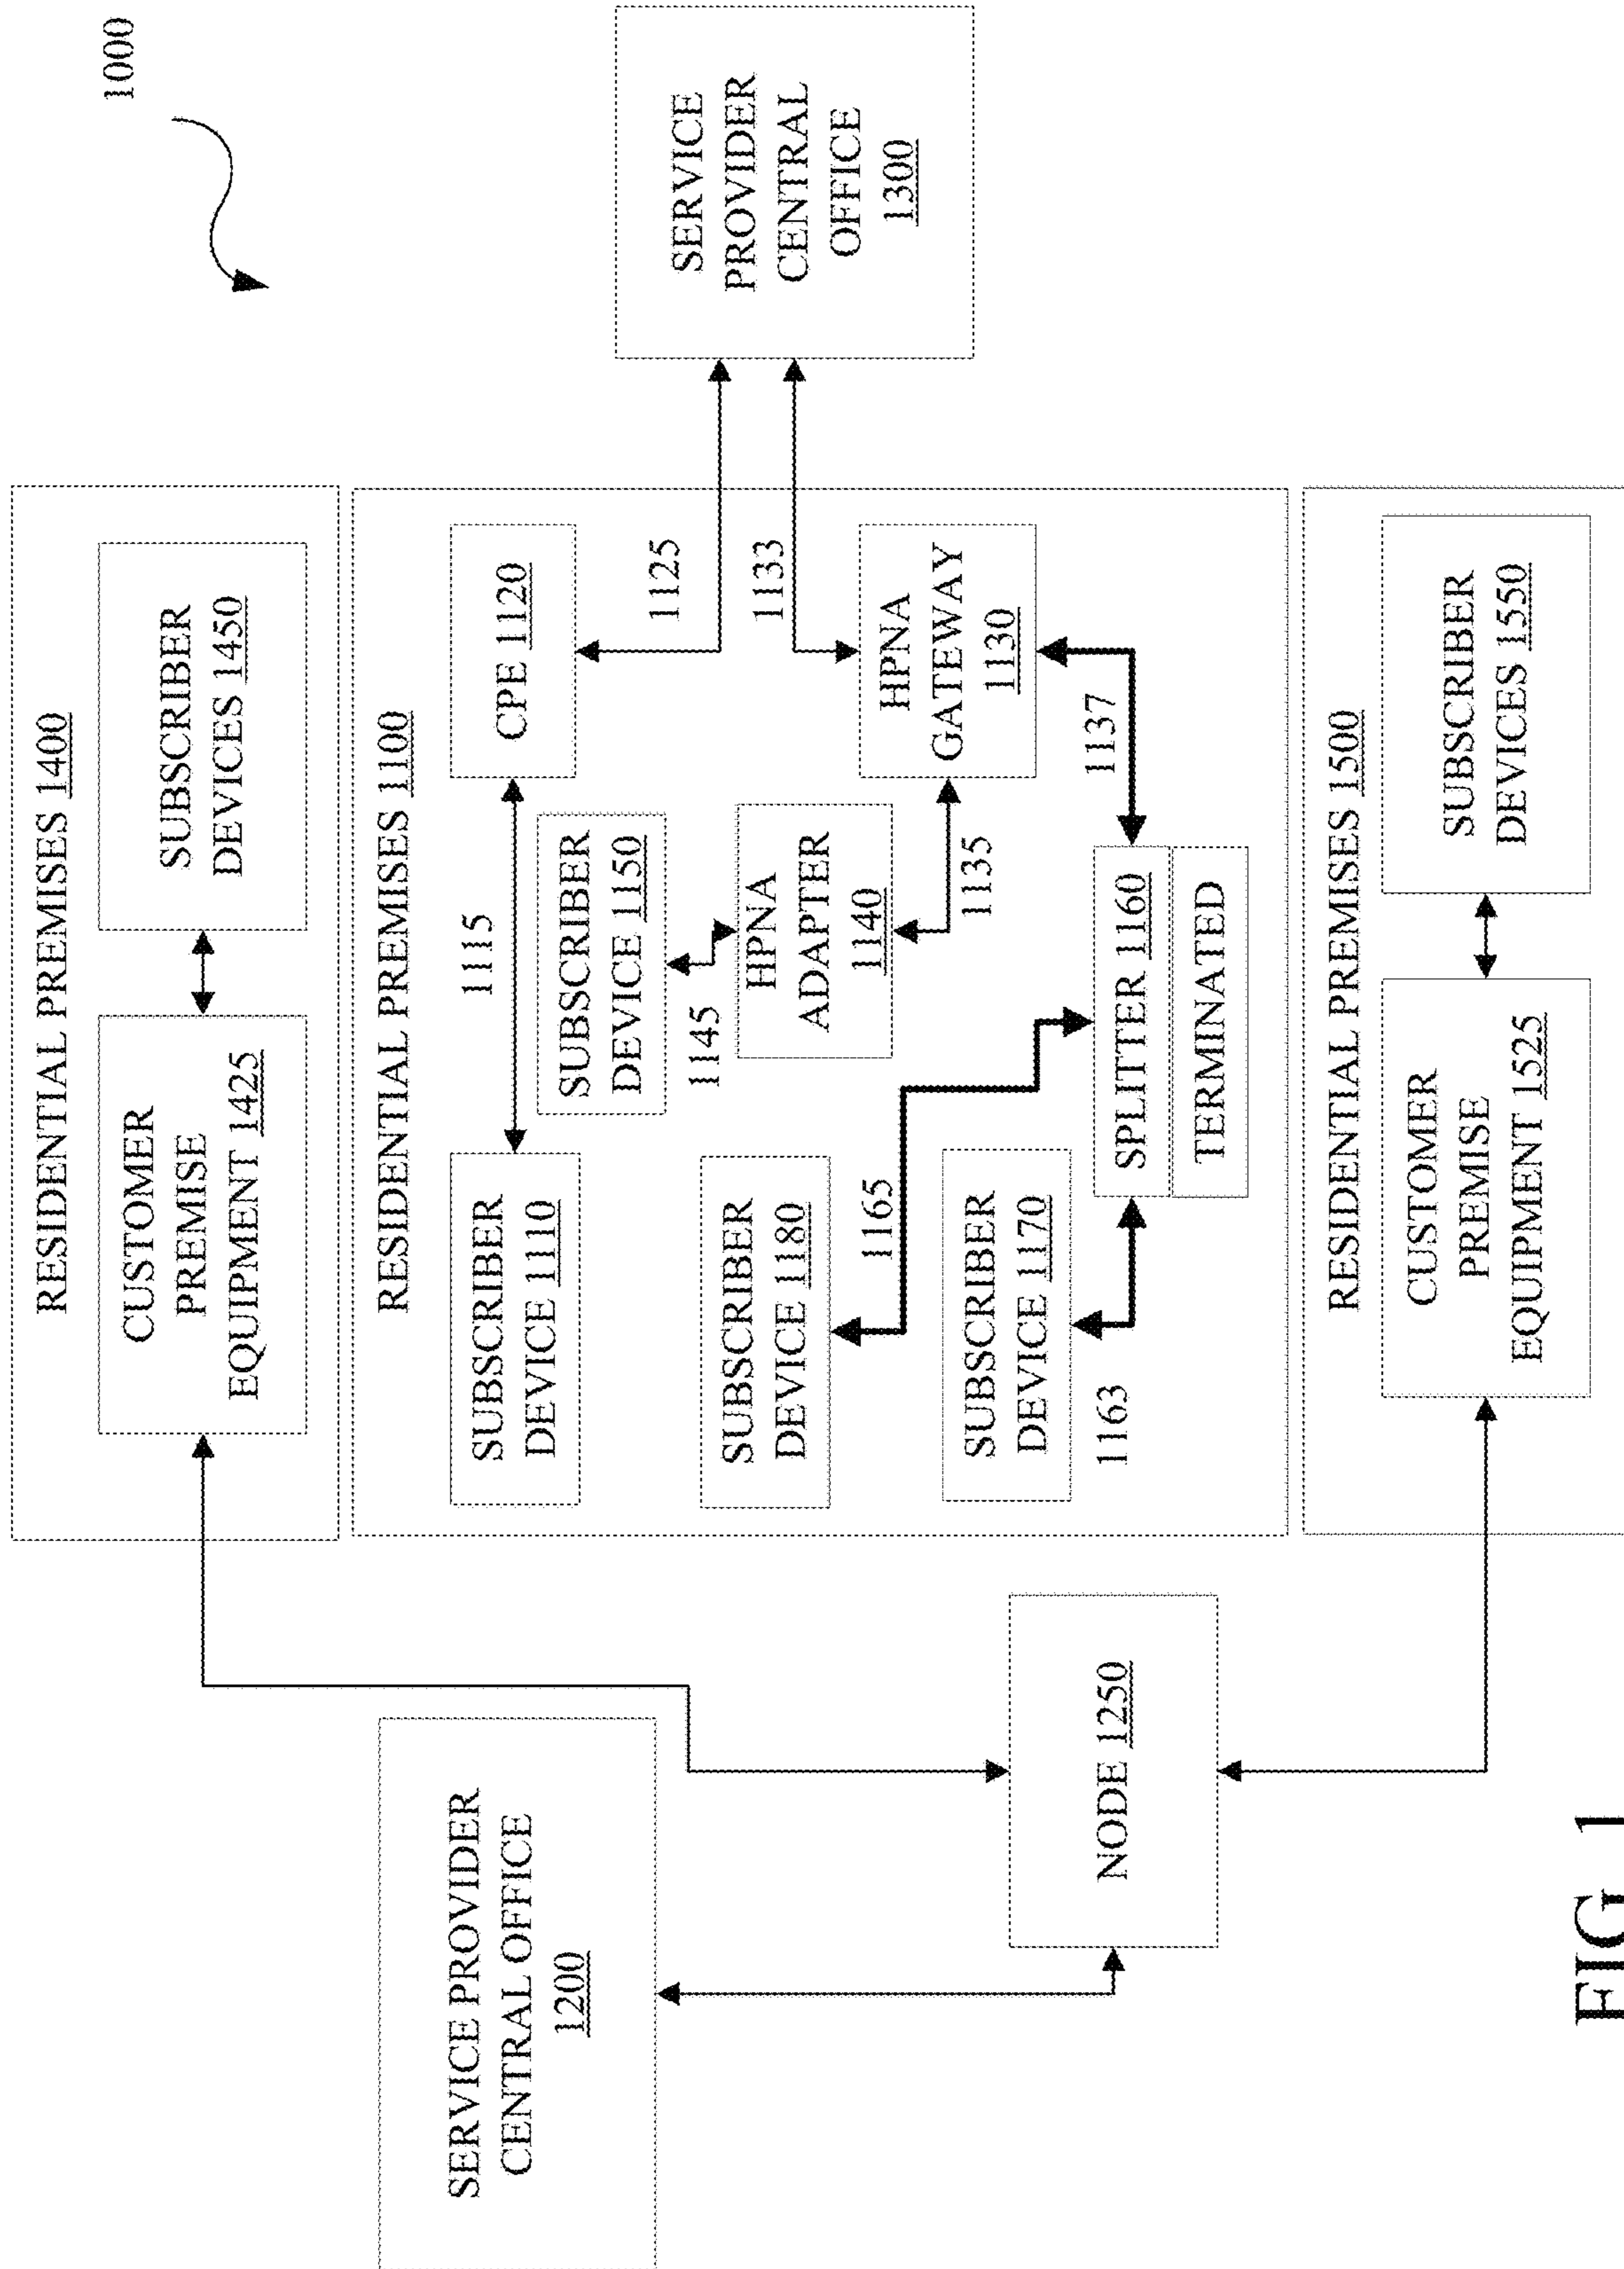 1000
RESIDENTIAL PREMISES 1400
CUSTOMER
PREMISE
EQUIPMENT 1425
SUBSCRIBER
DEVICES 1450
SERVICE PROVIDER
CENTRAL OFFICE
1200
RESIDENTIAL PREMISES 1100
SUBSCRIBER
DEVICE 1110
1115
CPE 1120
1125
SUBSCRIBER
DEVICE 1150
1145
SERVICE
PROVIDER
CENTRAL
OFFICE
1300
SUBSCRIBER
DEVICE 1180
1165
HPNA
ADAPTER
1140
1135
1133
HPNA
GATEWAY
1130
1137
SUBSCRIBER
DEVICE 1170
1163
SPLITTER 1160
TERMINATED
NODE 1250
RESIDENTIAL PREMISES 1500
CUSTOMER
PREMISE
EQUIPMENT 1525
SUBSCRIBER
DEVICES 1550
FIG 1